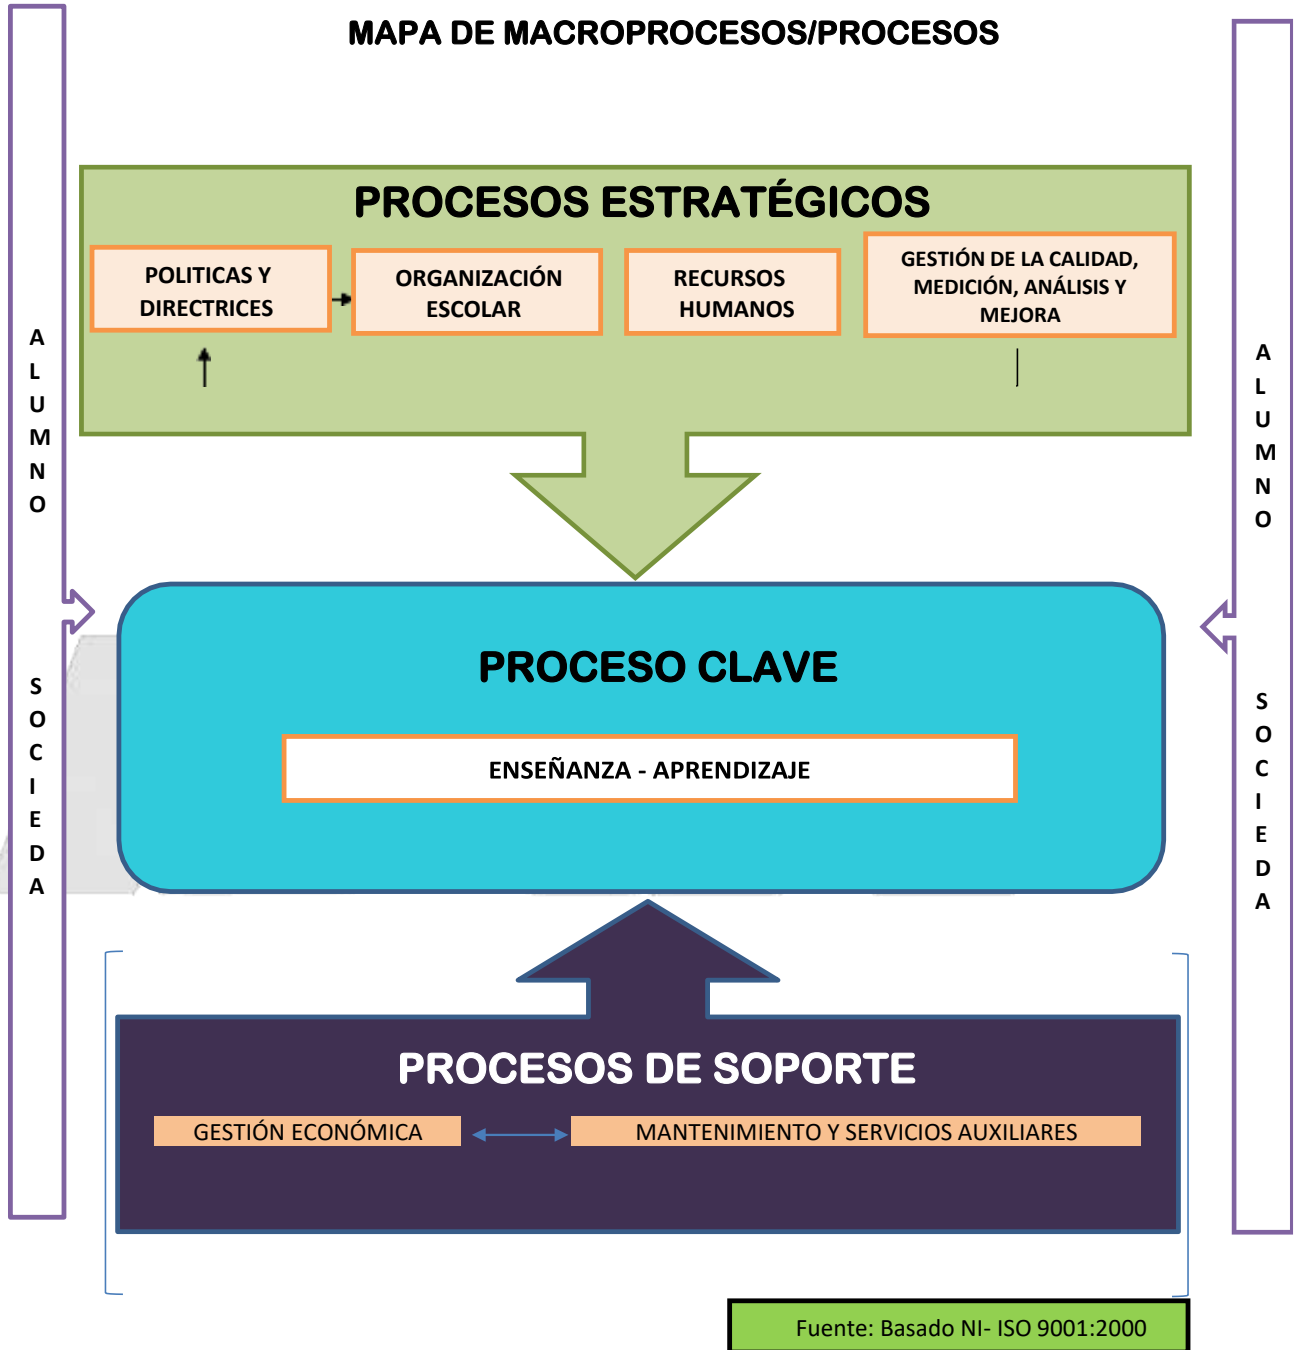 MAPA DE MACROPROCESOS/PROCESOS
PROCESOS ESTRATÉGICOS
POLITICAS Y
DIRECTRICES
ORGANIZACIÓN
ESCOLAR
RECURSOS
HUMANOS
GESTIÓN DE LA CALIDAD,
MEDICIÓN, ANÁLISIS Y
MEJORA
A
L
U
M
N
O
S
O
C
I
E
D
A
A
L
U
M
N
O
S
O
C
I
E
D
A
PROCESO CLAVE
ENSEÑANZA - APRENDIZAJE
PROCESOS DE SOPORTE
GESTIÓN ECONÓMICA
MANTENIMIENTO Y SERVICIOS AUXILIARES
Fuente: Basado NI- ISO 9001:2000